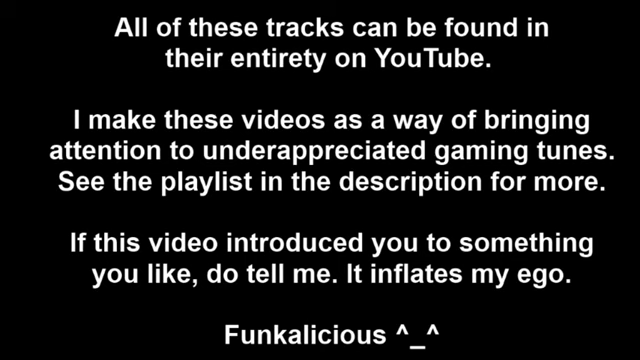 All of these tracks can be found in
their entirety on YouTube.
I make these videos as a way of bringing
attention to underappreciated gaming tunes.
See the playlist in the description for more.
If this video introduced you to something
you like, do tell me. It inflates my ego.
Funkalicious ^_^